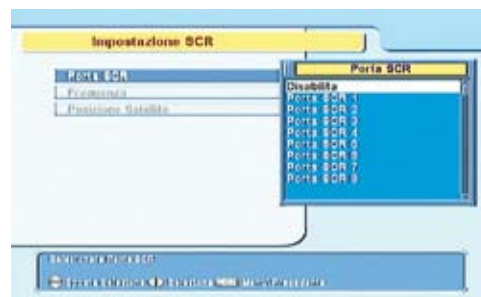 Impostazione SCR
Porta SCR
Frequenza
Posizione Satellite
Porta SCR
Disabilita
Porta SCR 1
Porta SCR 2
Porta SCR 3
Porta SCR 4
Porta SCR 5
Porta SCR 6
Porta SCR 7
Porta SCR 8